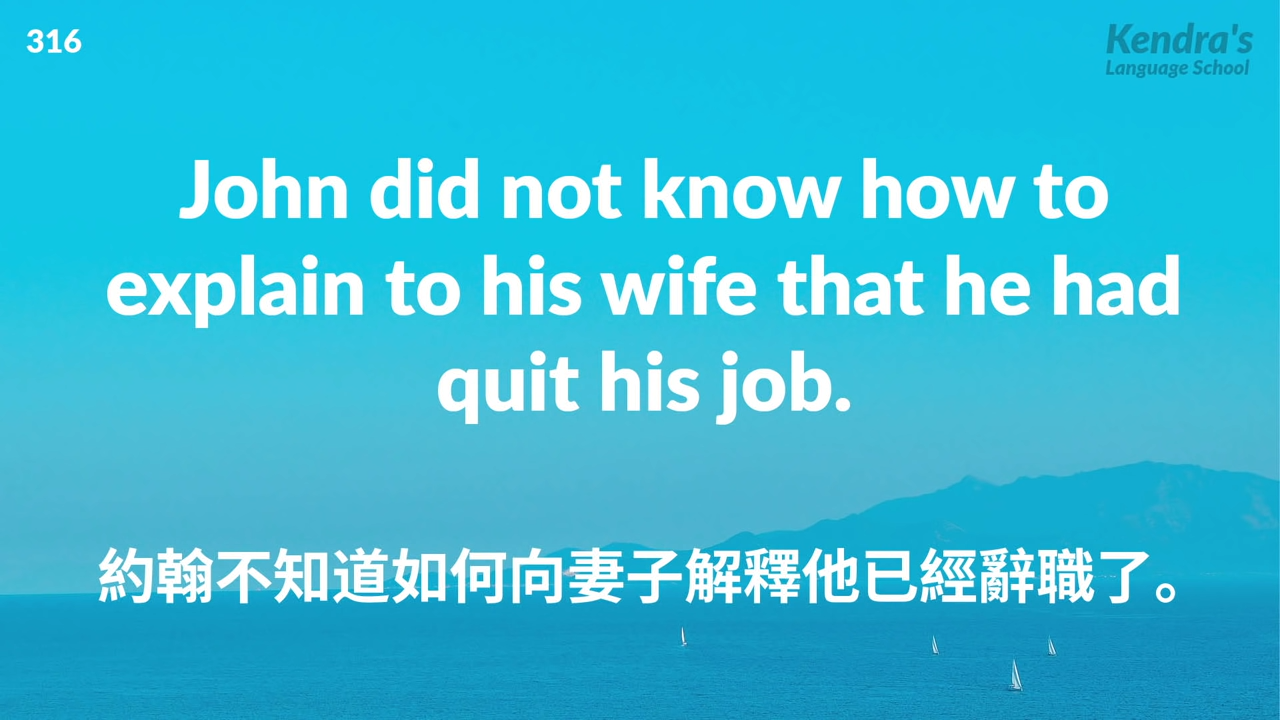 316
Kendra's
Language School
John did not know how to
explain to his wife that he had
quit his job.
約翰不知道如何向妻子解釋他已經辭職了。